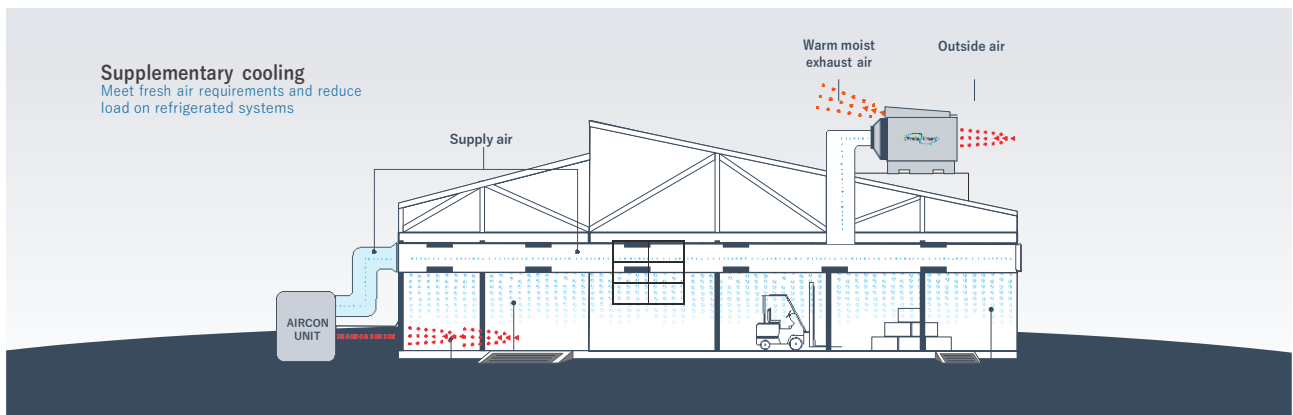 Supplementary cooling
Meet fresh air requirements and reduce
load on refrigerated systems
Supply air
Warm moist
exhaust air
Outside air
AIRCON
UNIT